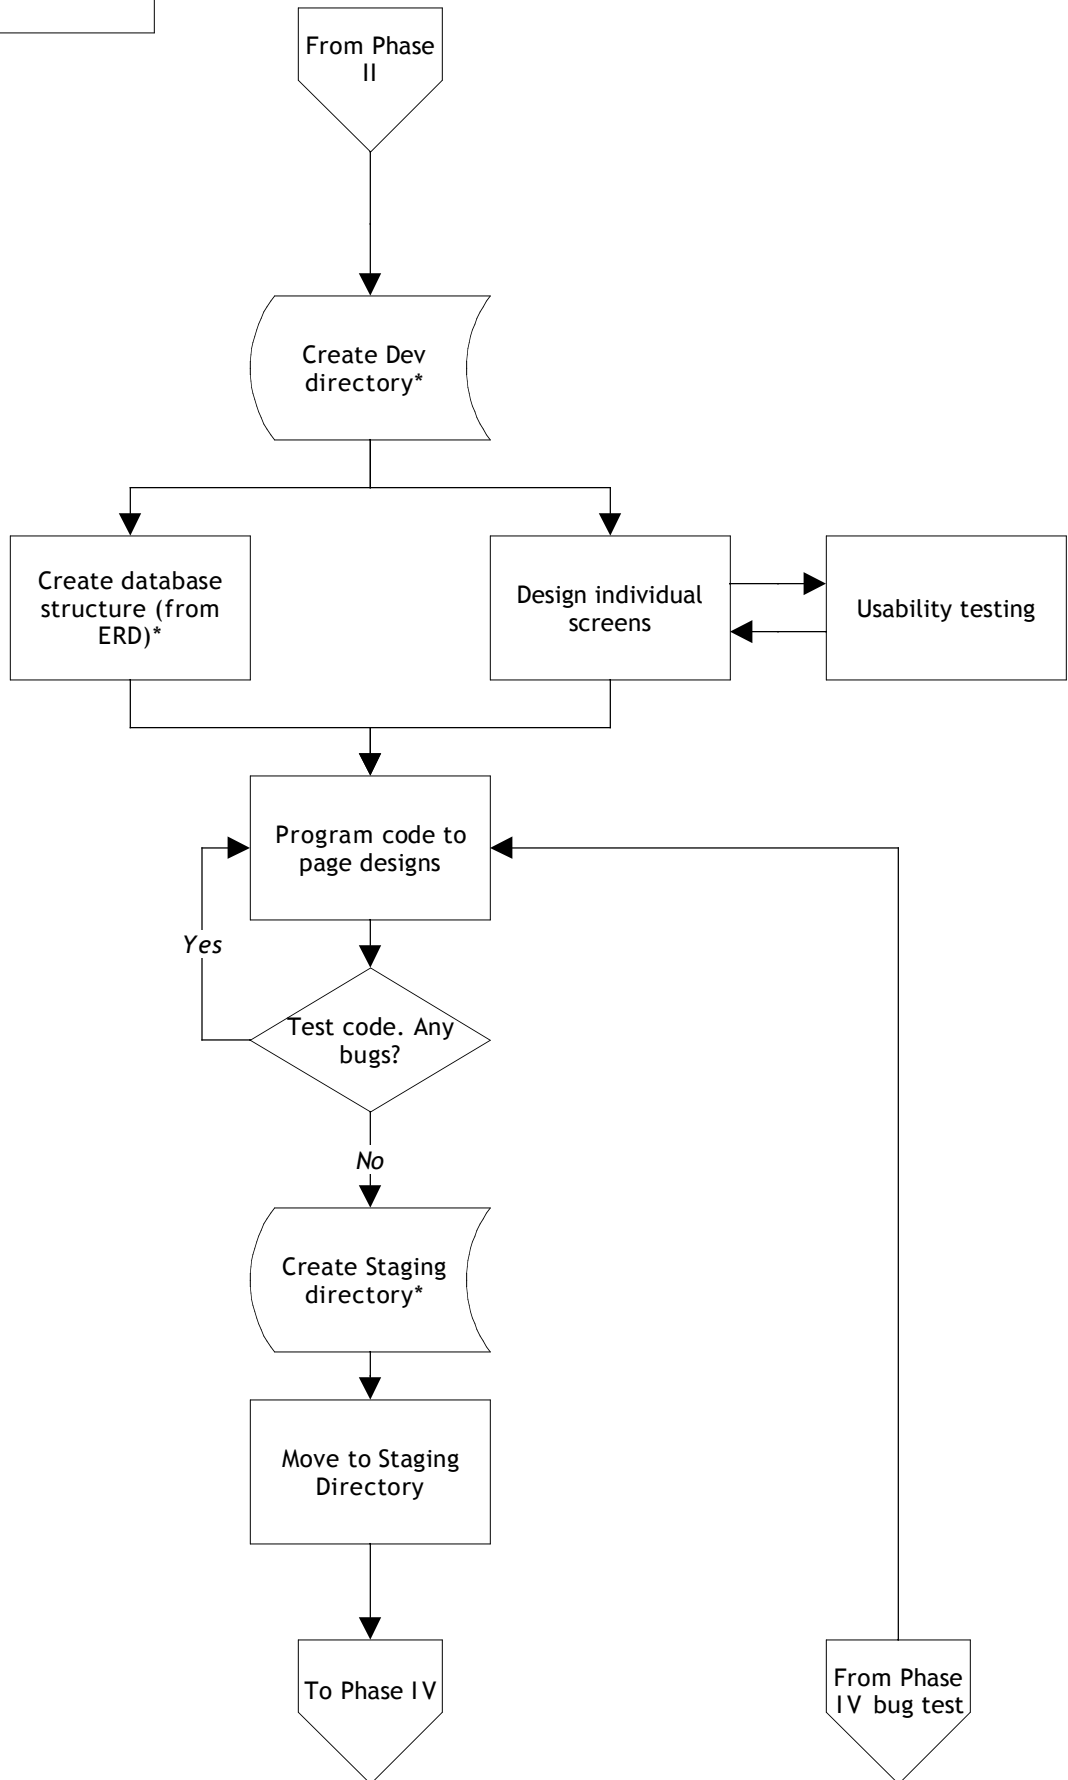 From Phase
II
Create Dev
directory*
Create database
structure (from
ERD)*
Design individual
screens
Usability testing
Program code to
page designs
Yes
Test code. Any
bugs?
No
Create Staging
directory*
Move to Staging
Directory
To Phase IV
From Phase
IV bug test